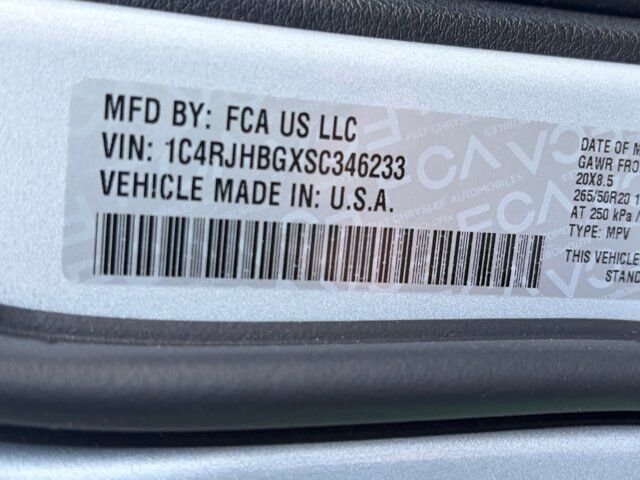 MFD BY: FCA US LLC
VIN: 1C4RJHBGXSC346233
VEHICLE MADE IN: U.S.A.
DATE OF M
GAWR FRO
20X8.5
265/50R20 1
AT 250 kPa
TYPE: MPV
THIS VEHICLE
STAND